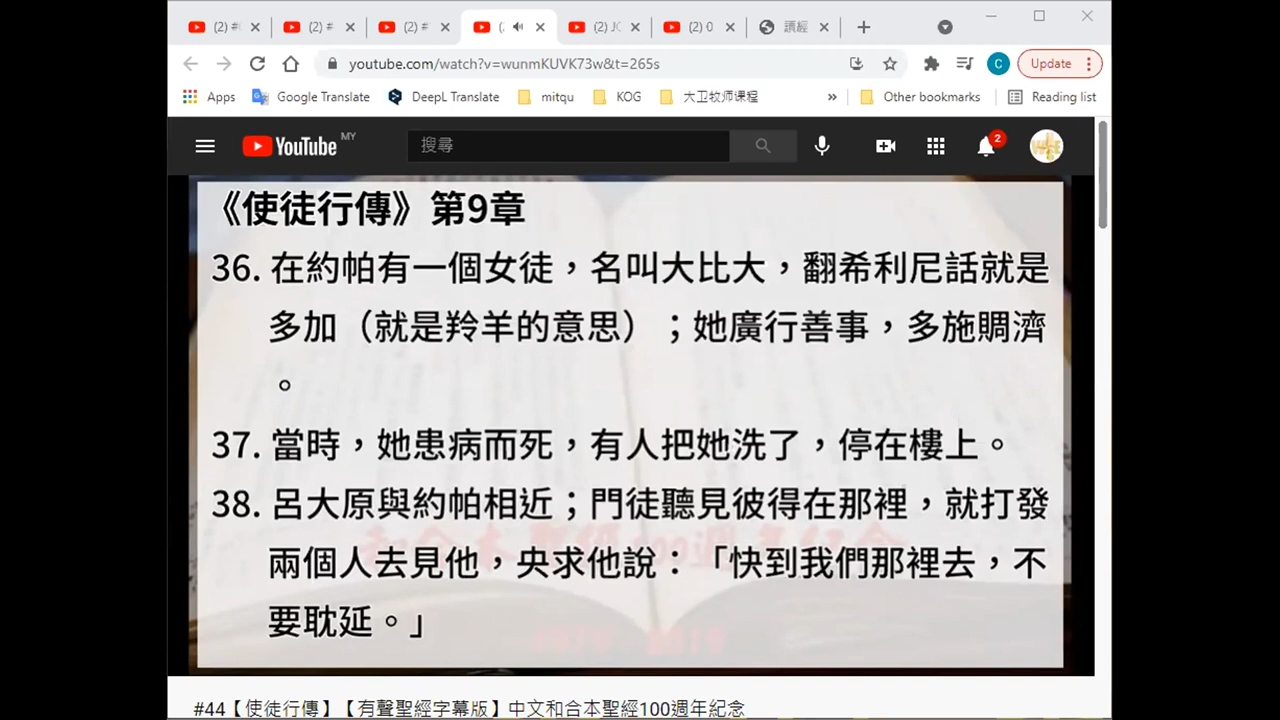 (2) #
(2) #
(2) #
(2) JC
(2) 0
讀經
youtube.com/watch?v=wunmKUVK73w&t=265s
C
Update
Apps
Google Translate
DeepL Translate
mitqu
KOG
大卫牧师课程
»
Other bookmarks
Reading list
YouTube MY
搜尋
2
《使徒行傳》第9章
36. 在約帕有一個女徒，名叫大比大，翻希利尼話就是
多加（就是羚羊的意思）；她廣行善事，多施賙濟
。
37. 當時，她患病而死，有人把她洗了，停在樓上。
38. 呂大原與約帕相近；門徒聽見彼得在那裡，就打發
兩個人去見他，央求他說：「快到我們那裡去，不
要耽延。」
#44【使徒行傳】【有聲聖經字幕版】中文和合本聖經100週年紀念